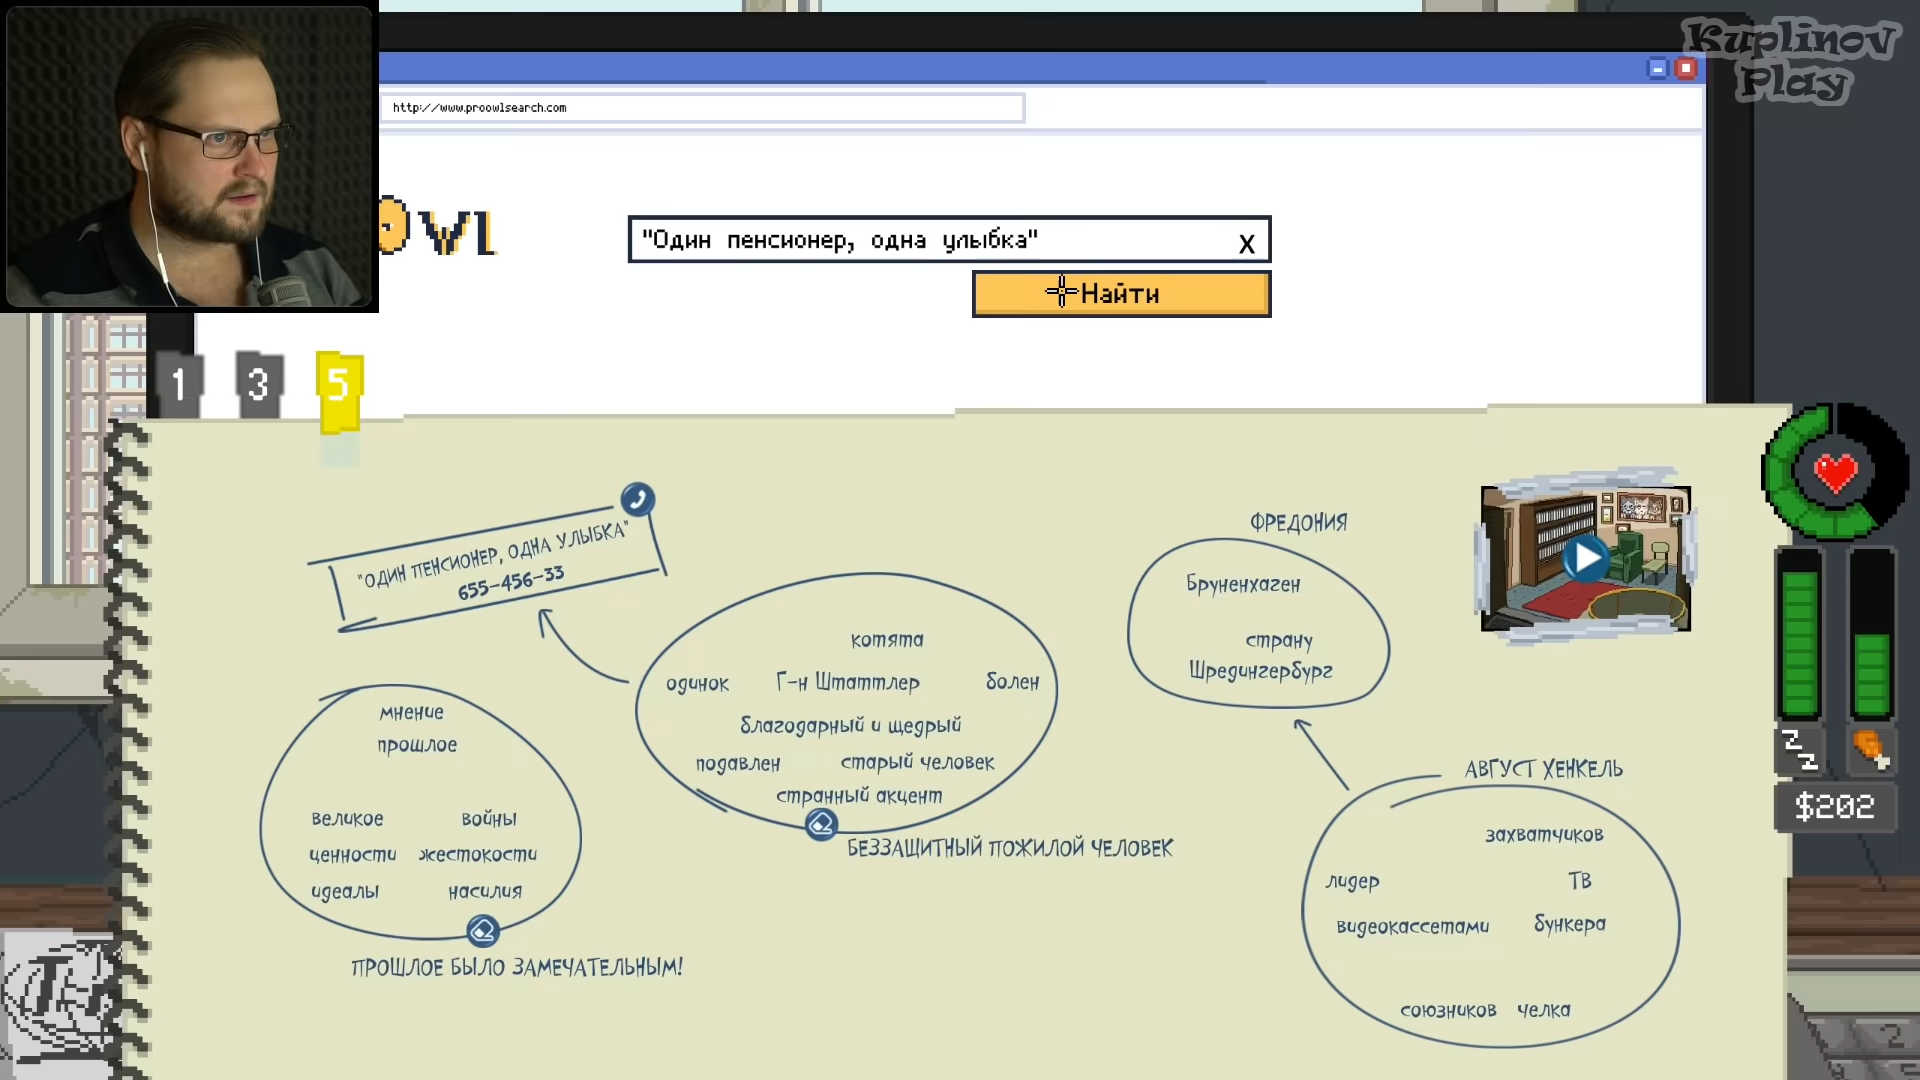 Kuplinov
Play
http://www.proowlsearch.com
owl
"Один пенсионер, одна улыбка"
X
Найти
1 3 5
"ОДИН ПЕНСИОНЕР, ОДНА УЛЫБКА"
655-456-33
мнение
прошлое
великое войны
ценности жестокости
идеалы насилия
ПРОШЛОЕ БЫЛО ЗАМЕЧАТЕЛЬНЫМ!
котята
одинок Г-н Штаттлер болен
благодарный и щедрый
подавлен старый человек
странный акцент
БЕЗЗАЩИТНЫЙ ПОЖИЛОЙ ЧЕЛОВЕК
ФРЕДОНИЯ
Бруненхаген
страну
Шредингербург
АВГУСТ ХЕНКЕЛЬ
захватчиков
лидер ТВ
видеокассетами бункера
союзников челка
ZZ
$202
2